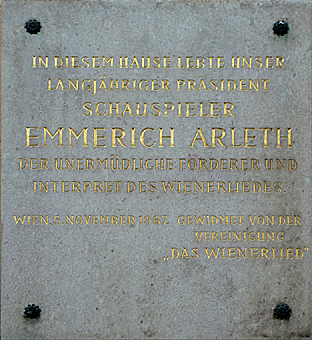 IN DIESEM HAUSE LEBTE UNSER
LANGJÄHRIGER PRÄSIDENT
SCHAUSPIELER
EMMERICH ARLETH
DER UNERMÜDLICHE FÖRDERER UND
INTERPRET DES WIENERLIEDES.
WIEN, 5. NOVEMBER 1967. GEWIDMET VON DER
VEREINIGUNG
„DAS WIENERLIED"